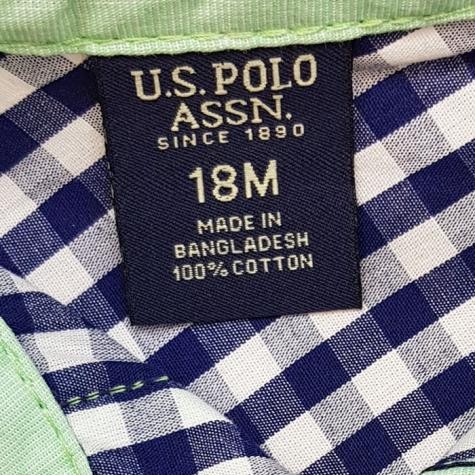 U.S. POLO
ASSN.
SINCE 1890
18M
MADE IN
BANGLADESH
100% COTTON